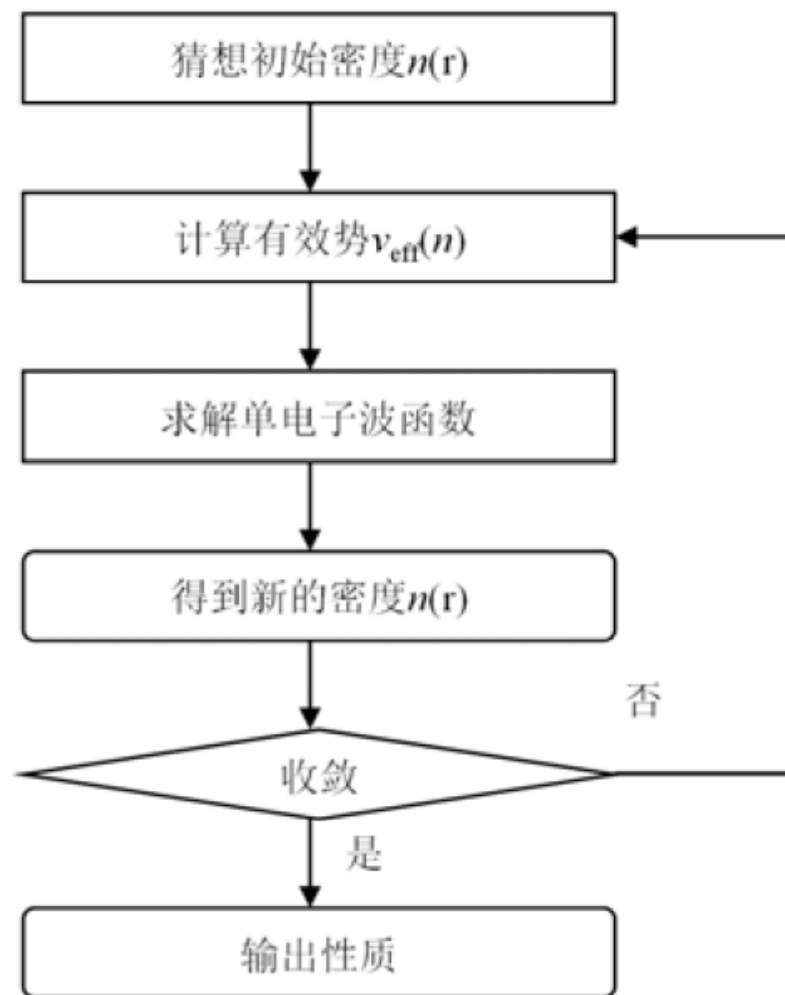 猜想初始密度n(r)
计算有效势v_eff(n)
求解单电子波函数
得到新的密度n(r)
否
收敛
是
输出性质